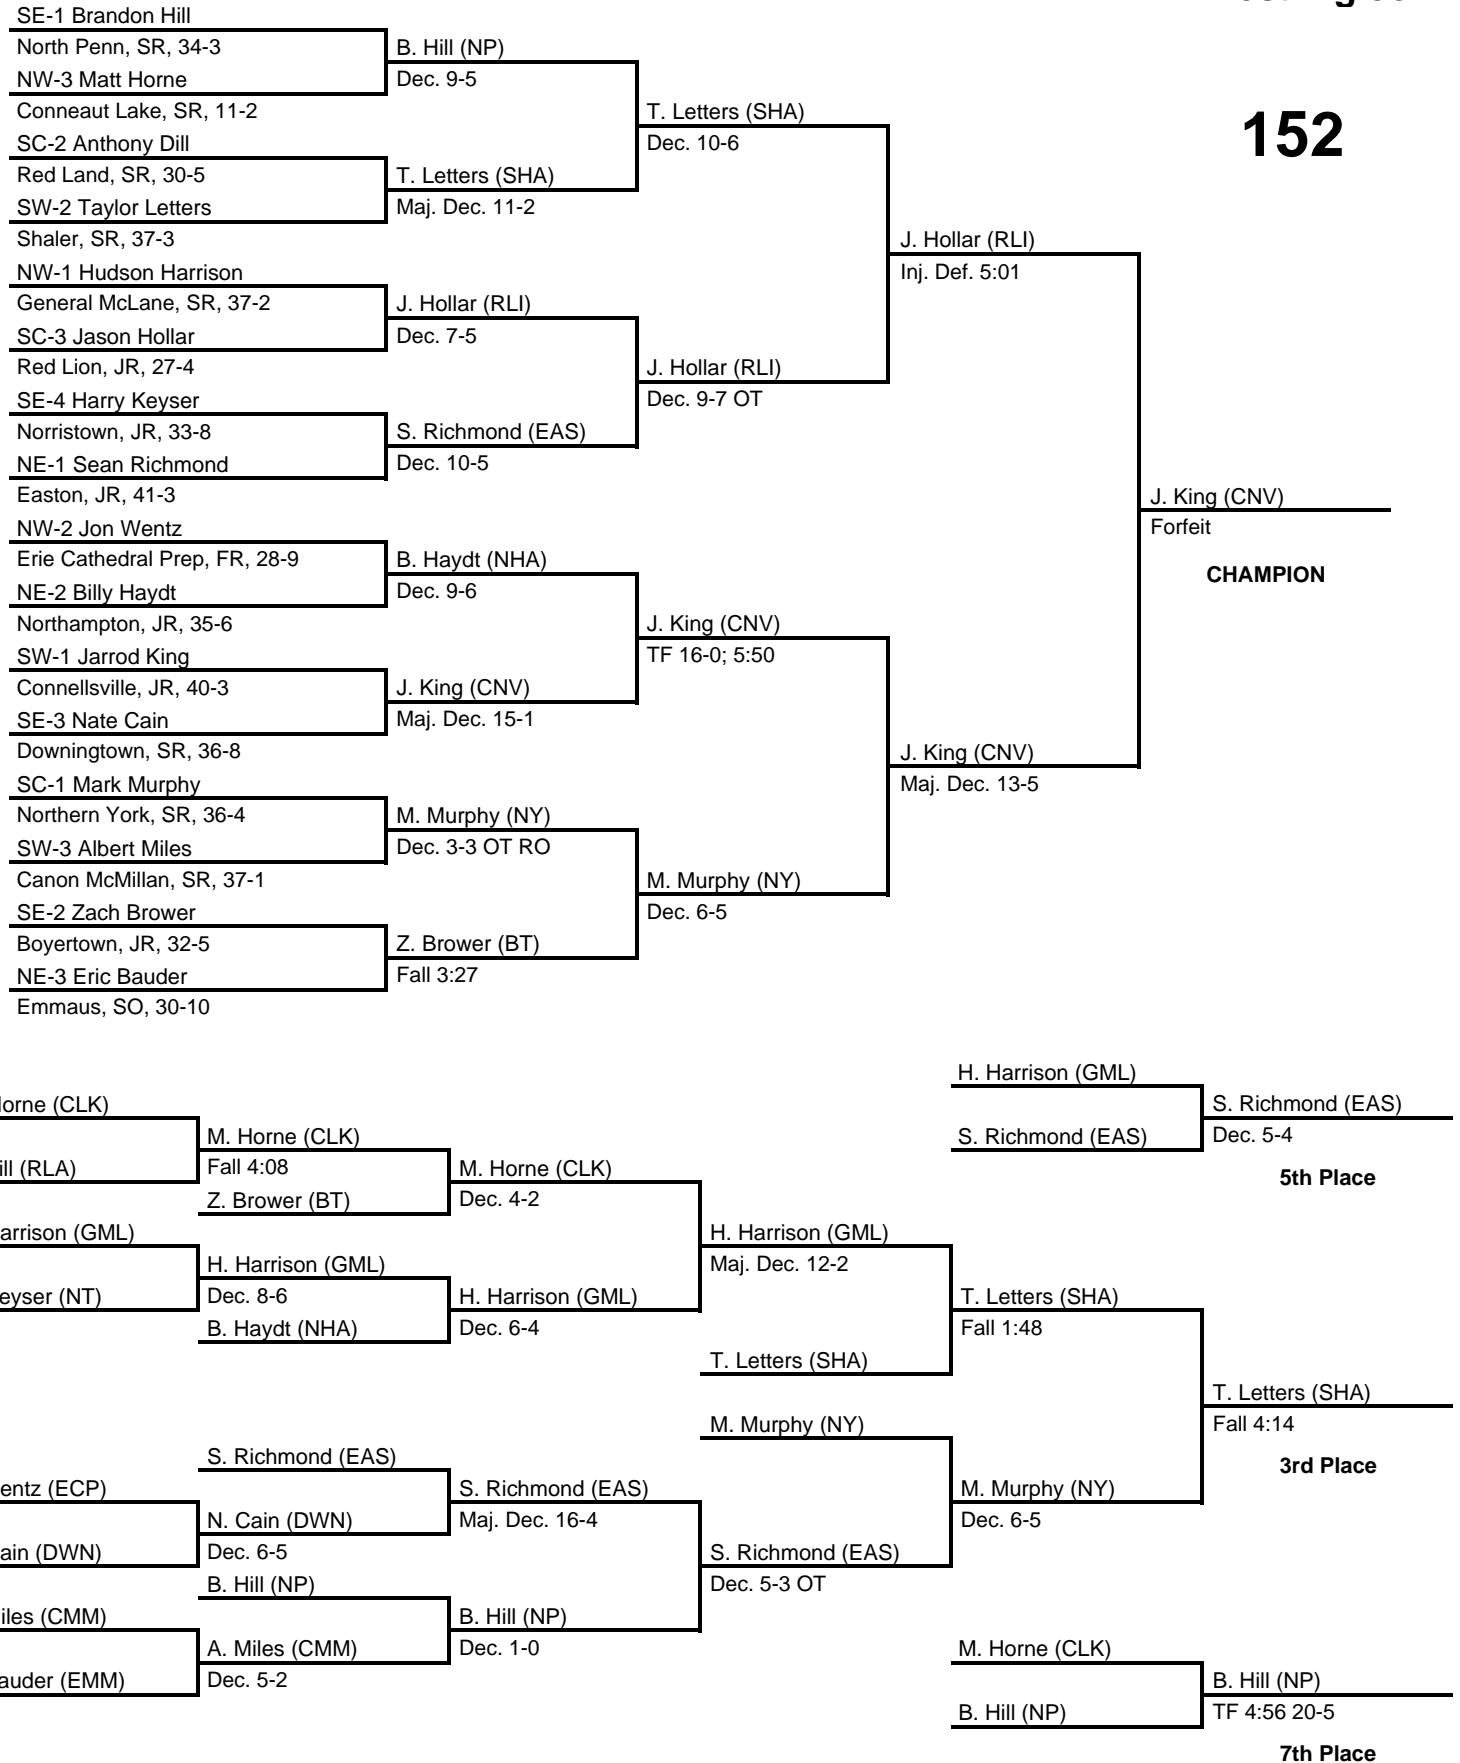 152
SE-1 Brandon Hill
North Penn, SR, 34-3
NW-3 Matt Horne
Conneaut Lake, SR, 11-2
SC-2 Anthony Dill
Red Land, SR, 30-5
SW-2 Taylor Letters
Shaler, SR, 37-3
NW-1 Hudson Harrison
General McLane, SR, 37-2
SC-3 Jason Hollar
Red Lion, JR, 27-4
SE-4 Harry Keyser
Norristown, JR, 33-8
NE-1 Sean Richmond
Easton, JR, 41-3
NW-2 Jon Wentz
Erie Cathedral Prep, FR, 28-9
NE-2 Billy Haydt
Northampton, JR, 35-6
SW-1 Jarrod King
Connellsville, JR, 40-3
SE-3 Nate Cain
Downingtown, SR, 36-8
SC-1 Mark Murphy
Northern York, SR, 36-4
SW-3 Albert Miles
Canon McMillan, SR, 37-1
SE-2 Zach Brower
Boyertown, JR, 32-5
NE-3 Eric Bauder
Emmaus, SO, 30-10
B. Hill (NP)
Dec. 9-5
T. Letters (SHA)
Maj. Dec. 11-2
J. Hollar (RLI)
Dec. 7-5
S. Richmond (EAS)
Dec. 10-5
B. Haydt (NHA)
Dec. 9-6
J. King (CNV)
Maj. Dec. 15-1
M. Murphy (NY)
Dec. 3-3 OT RO
Z. Brower (BT)
Fall 3:27
T. Letters (SHA)
Dec. 10-6
J. Hollar (RLI)
Dec. 9-7 OT
J. King (CNV)
TF 16-0; 5:50
M. Murphy (NY)
Dec. 6-5
J. Hollar (RLI)
Inj. Def. 5:01
J. King (CNV)
Maj. Dec. 13-5
J. King (CNV)
Forfeit
CHAMPION
orne (CLK)
ill (RLA)
arrison (GML)
eyser (NT)
entz (ECP)
ain (DWN)
iles (CMM)
auder (EMM)
M. Horne (CLK)
Fall 4:08
Z. Brower (BT)
H. Harrison (GML)
Dec. 8-6
B. Haydt (NHA)
S. Richmond (EAS)
N. Cain (DWN)
Dec. 6-5
B. Hill (NP)
A. Miles (CMM)
Dec. 5-2
M. Horne (CLK)
Dec. 4-2
H. Harrison (GML)
Dec. 6-4
S. Richmond (EAS)
Maj. Dec. 16-4
B. Hill (NP)
Dec. 1-0
H. Harrison (GML)
Maj. Dec. 12-2
T. Letters (SHA)
M. Murphy (NY)
S. Richmond (EAS)
Dec. 5-3 OT
T. Letters (SHA)
Fall 1:48
M. Murphy (NY)
Dec. 6-5
T. Letters (SHA)
Fall 4:14
3rd Place
H. Harrison (GML)
S. Richmond (EAS)
S. Richmond (EAS)
Dec. 5-4
5th Place
M. Horne (CLK)
B. Hill (NP)
B. Hill (NP)
TF 4:56 20-5
7th Place